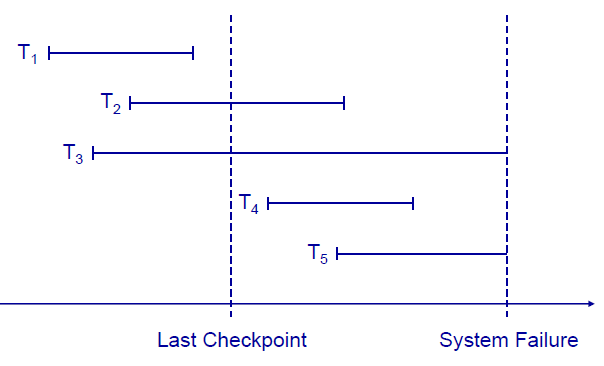 T1
T2
T3
T4
T5
Last Checkpoint
System Failure